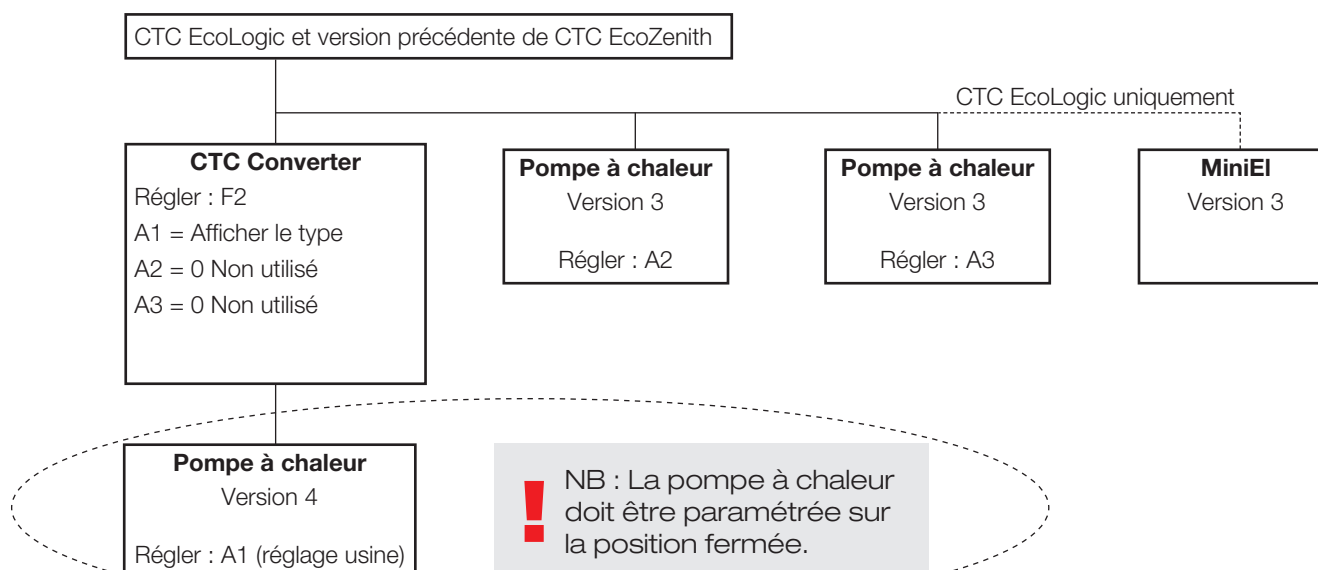 CTC EcoLogic et version précédente de CTC EcoZenith
CTC EcoLogic uniquement
CTC Converter
Régler : F2
A1 = Afficher le type
A2 = 0 Non utilisé
A3 = 0 Non utilisé
Pompe à chaleur
Version 3
Régler : A2
Pompe à chaleur
Version 3
Régler : A3
MiniEl
Version 3
Pompe à chaleur
Version 4
Régler : A1 (réglage usine)
!
NB : La pompe à chaleur
doit être paramétrée sur
la position fermée.